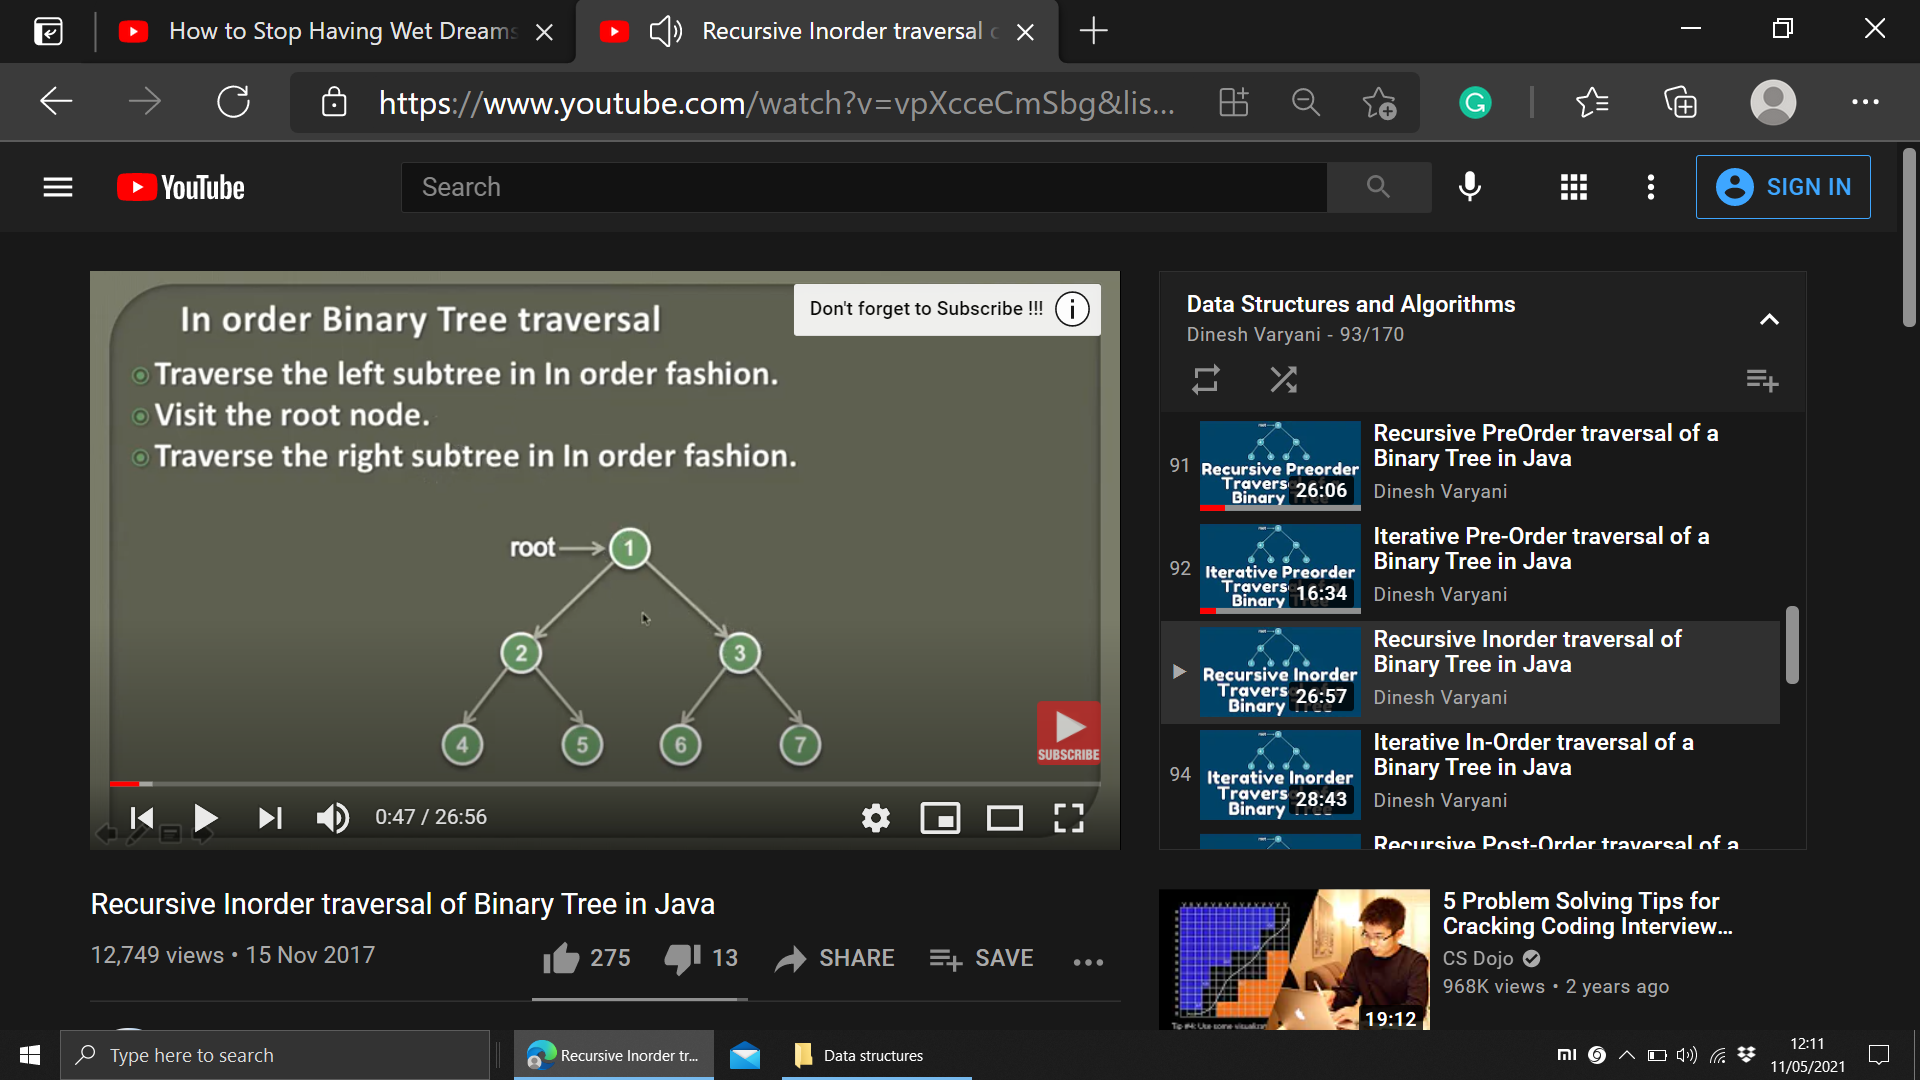 How to Stop Having Wet Dreams
Recursive Inorder traversal
https://www.youtube.com/watch?v=vpXcceCmSbg&lis...
YouTube
Search
SIGN IN
In order Binary Tree traversal
Don't forget to Subscribe !!!
Traverse the left subtree in In order fashion.
Visit the root node.
Traverse the right subtree in In order fashion.
root
1
2
3
4
5
6
7
SUBSCRIBE
0:47 / 26:56
Recursive Inorder traversal of Binary Tree in Java
12,749 views • 15 Nov 2017
275
13
SHARE
SAVE
Data Structures and Algorithms
Dinesh Varyani - 93/170
91
Recursive Preorder
Travers
Binary
26:06
Recursive PreOrder traversal of a
Binary Tree in Java
Dinesh Varyani
92
Iterative Preorder
Travers
Binary
16:34
Iterative Pre-Order traversal of a
Binary Tree in Java
Dinesh Varyani
Recursive Inorder
Travers
Binary
26:57
Recursive Inorder traversal of
Binary Tree in Java
Dinesh Varyani
94
Iterative Inorder
Travers
Binary
28:43
Iterative In-Order traversal of a
Binary Tree in Java
Dinesh Varyani
Recursive Post-Order traversal of a
19:12
5 Problem Solving Tips for
Cracking Coding Interview...
CS Dojo
968K views • 2 years ago
Type here to search
Recursive Inorder tr...
Data structures
12:11
11/05/2021